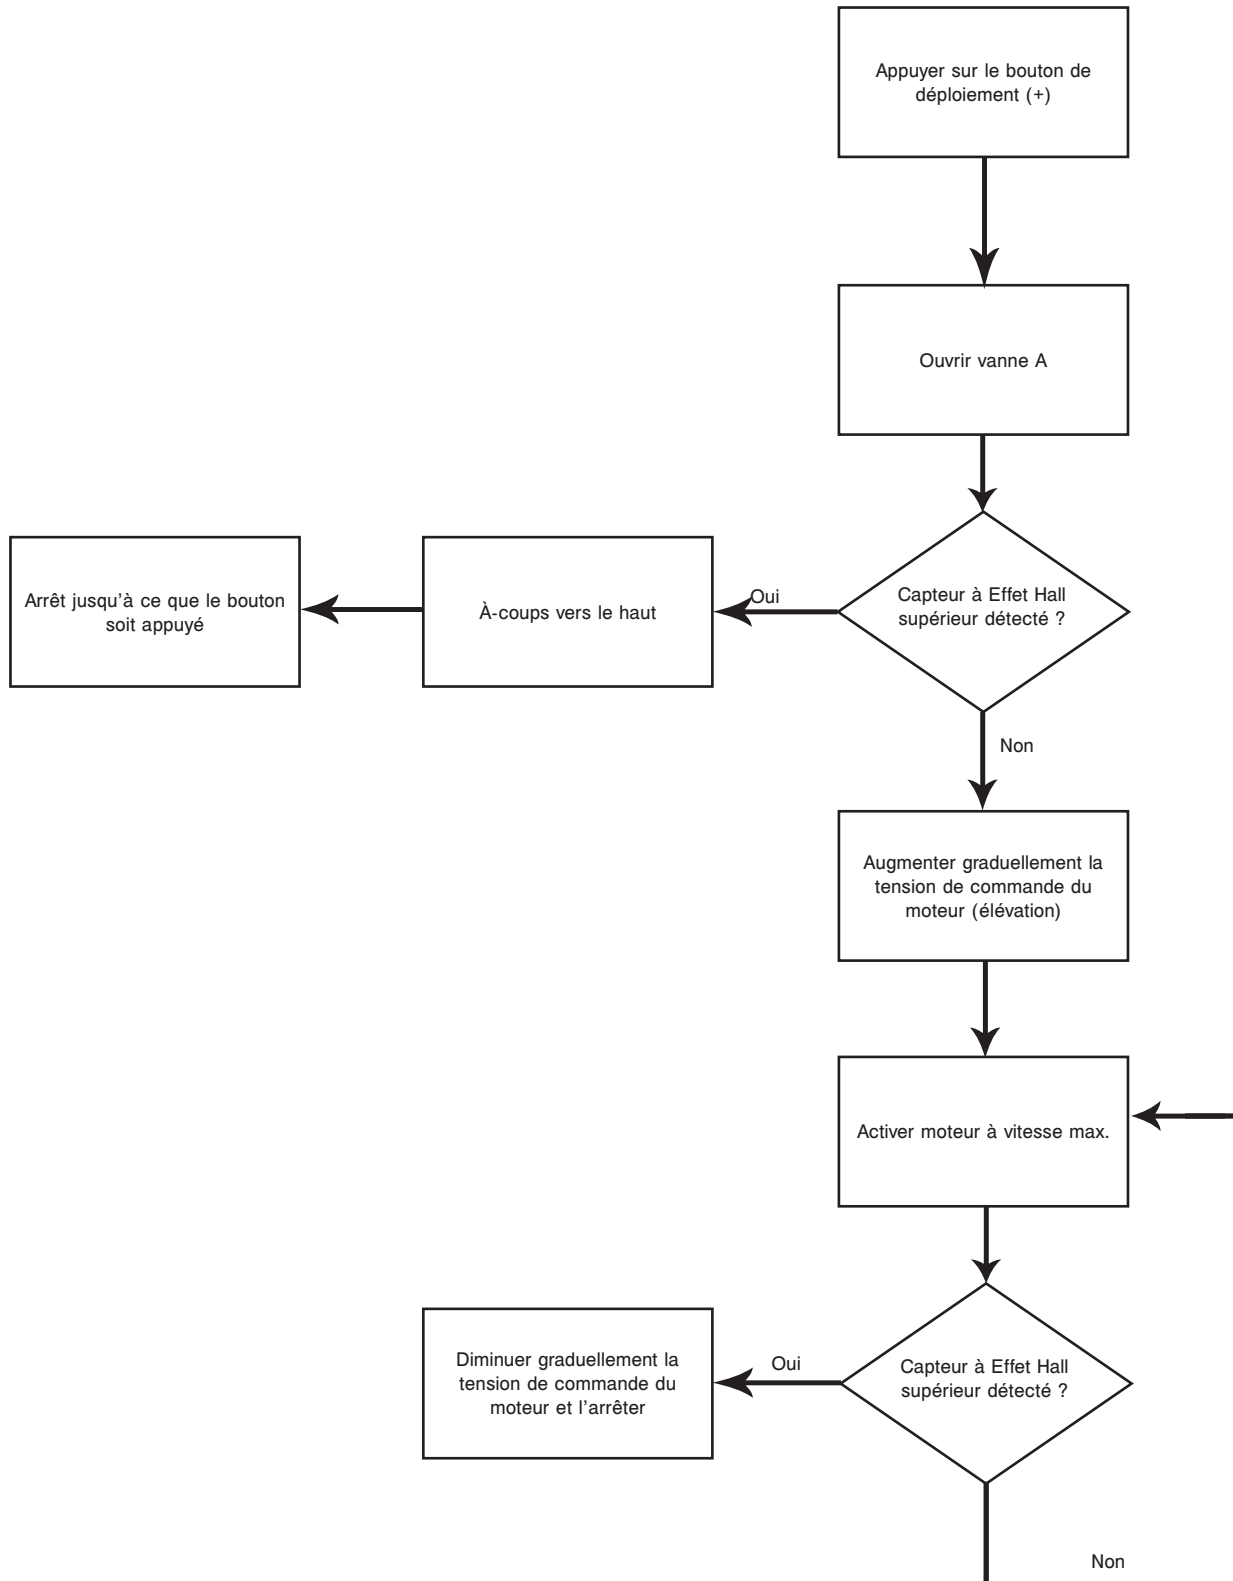 Appuyer sur le bouton de
déploiement (+)
Ouvrir vanne A
Capteur à Effet Hall
supérieur détecté ?
Oui
À-coups vers le haut
Arrêt jusqu'à ce que le bouton
soit appuyé
Non
Augmenter graduellement la
tension de commande du
moteur (élévation)
Activer moteur à vitesse max.
Capteur à Effet Hall
supérieur détecté ?
Oui
Diminuer graduellement la
tension de commande du
moteur et l'arrêter
Non